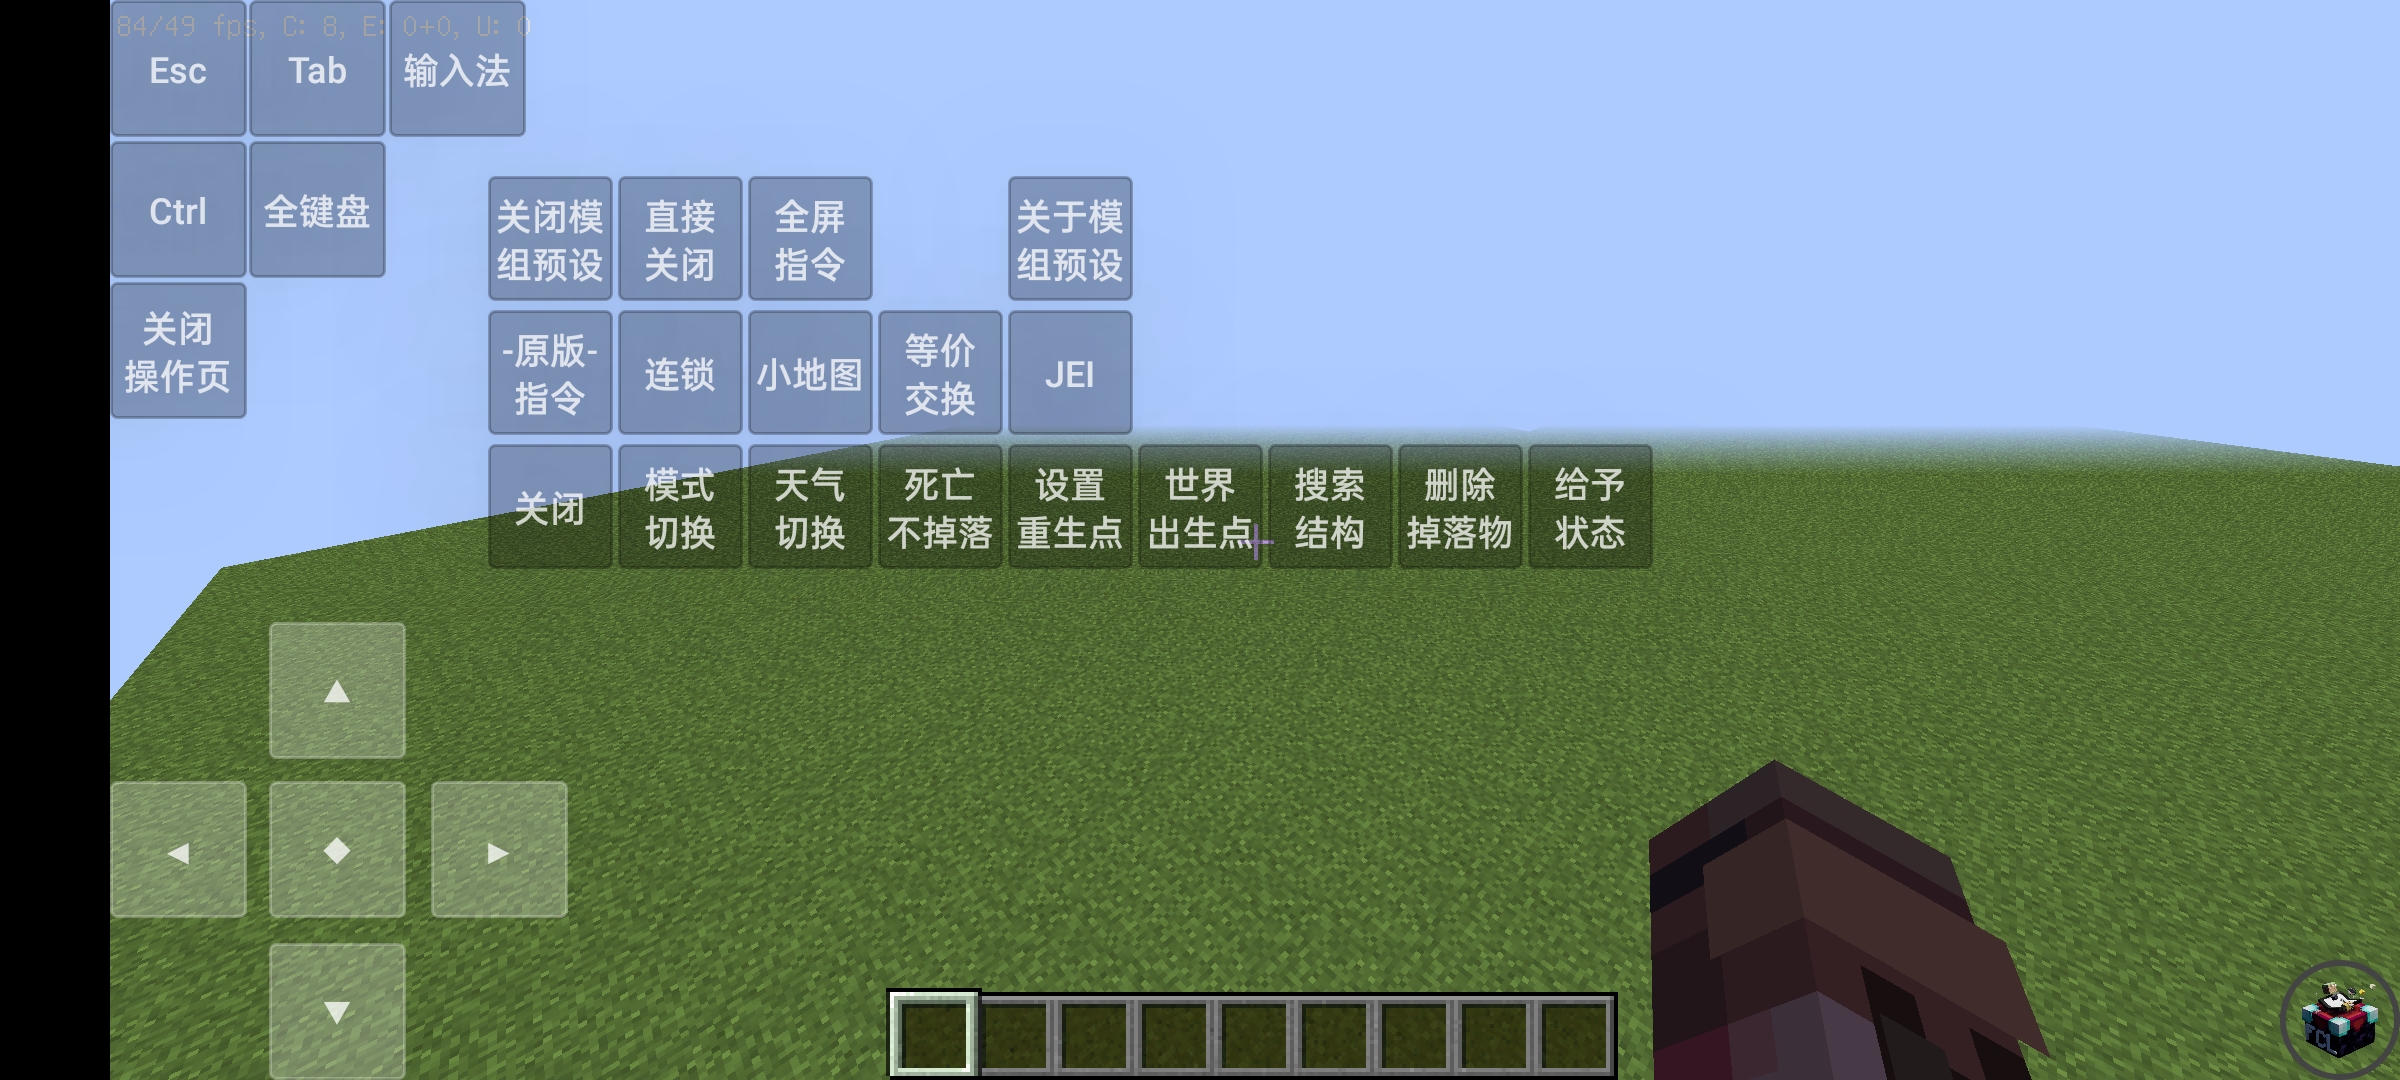 84/49 fps, C: 8, E: 0+0, U: 0
Esc
Tab
输入法
Ctrl
全键盘
关闭模
组预设
直接
关闭
全屏
指令
关于模
组预设
关闭
操作页
-原版-
指令
连锁
小地图
等价
交换
JEI
关闭
模式
切换
天气
切换
死亡
不掉落
设置
重生点
世界
出生点
搜索
结构
删除
掉落物
给予
状态
FCL